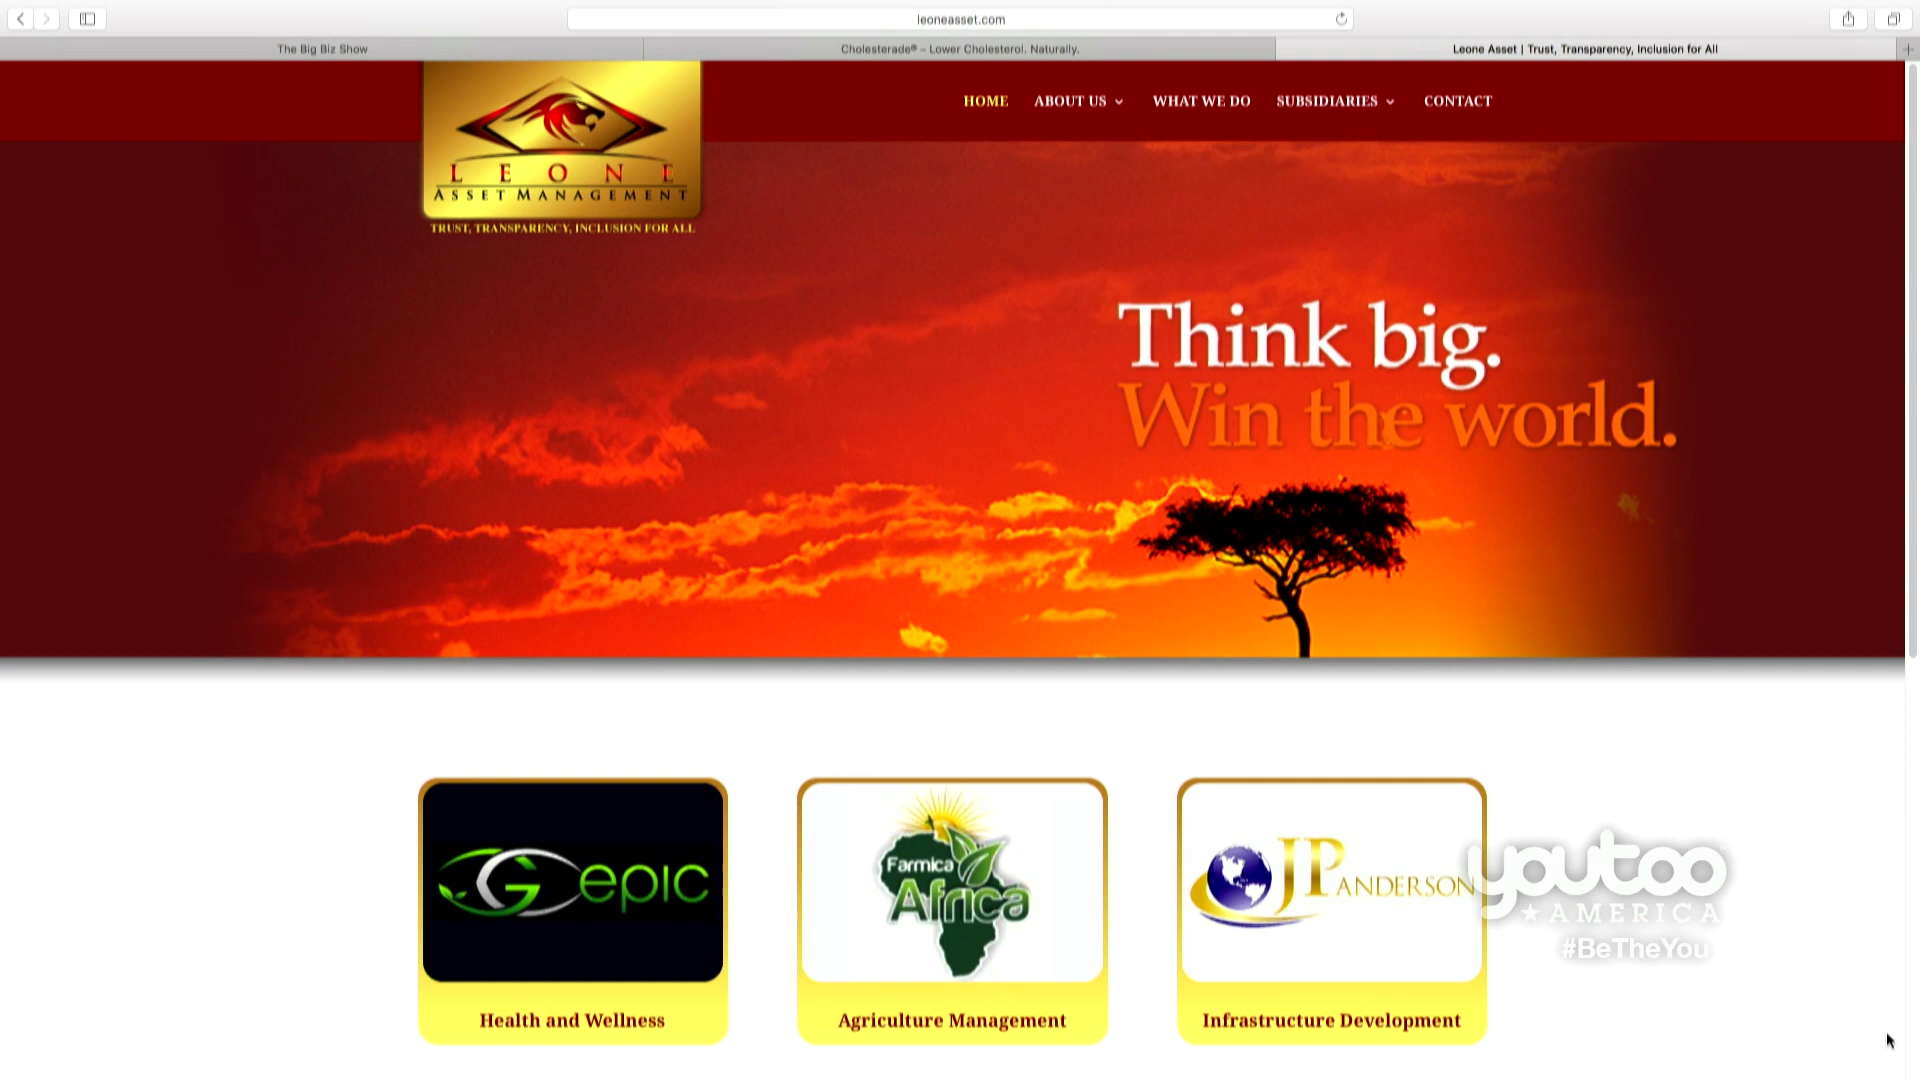 leoneasset.com
The Big Biz Show
Cholesterade® – Lower Cholesterol. Naturally.
Leone Asset | Trust, Transparency, Inclusion for All
HOME
ABOUT US
WHAT WE DO
SUBSIDIARIES
CONTACT
LEONE
ASSET MANAGEMENT
TRUST, TRANSPARENCY, INCLUSION FOR ALL
Think big.
Win the world.
G epic
Farmica
Africa
JP ANDERSON
youtoo
AMERICA
#BeTheYou
Health and Wellness
Agriculture Management
Infrastructure Development